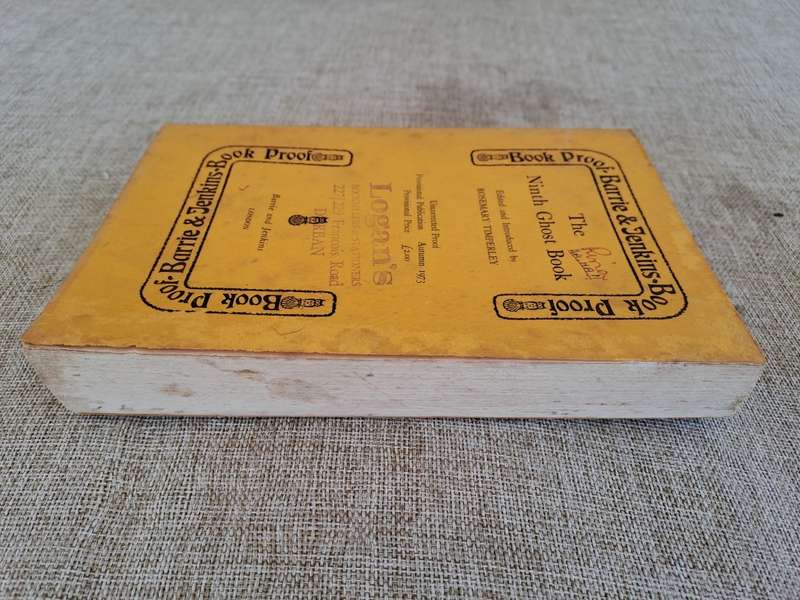 Book Proof · Barrie & Jenkins · Book Proof
The
Ninth Ghost Book
Edited and Introduced by
ROSEMARY TIMPERLEY
Uncorrected Proof
Provisional Publication Autumn 1973
Provisional Price £2.00
Logan's
DURBAN
Barrie and Jenkins
LONDON
Book Proof · Barrie & Jenkins · Book Proof